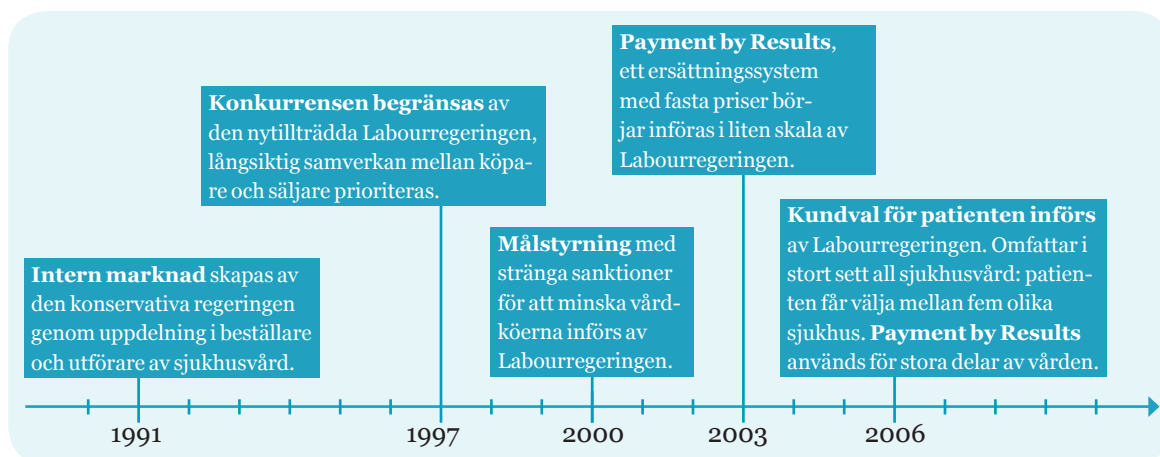 Intern marknad skapas av
den konservativa regeringen
genom uppdelning i beställare
och utförare av sjukhusvård.
Konkurrensen begränsas av
den nytillträdda Labourregeringen,
långsiktig samverkan mellan köpa-
re och säljare prioriteras.
Målstyrning med
stränga sanktioner
för att minska vård-
köerna införs av
Labourregeringen.
Payment by Results,
ett ersättningssystem
med fasta priser bör-
jar införas i liten skala av
Labourregeringen.
Kundval för patienten införs
av Labourregeringen. Omfattar i
stort sett all sjukhusvård: patien-
ten får välja mellan fem olika
sjukhus. Payment by Results
används för stora delar av vården.
1991
1997
2000
2003
2006